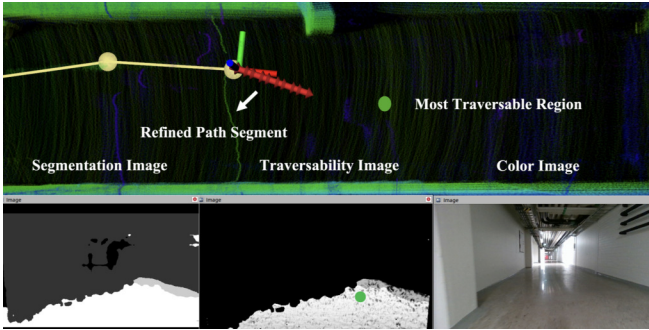 Most Traversable Region
Refined Path Segment
Segmentation Image
Traversability Image
Color Image
Image
Image
Image